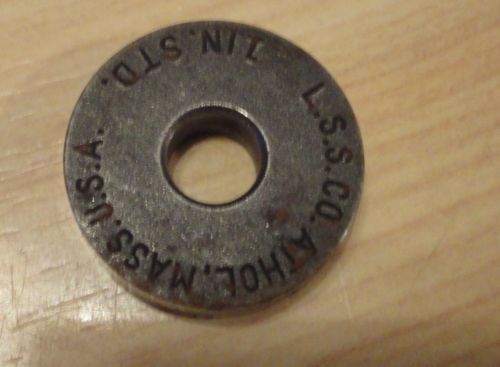 1IN. STD.
L.S.S.CO. ATHOL, MASS. U.S.A.